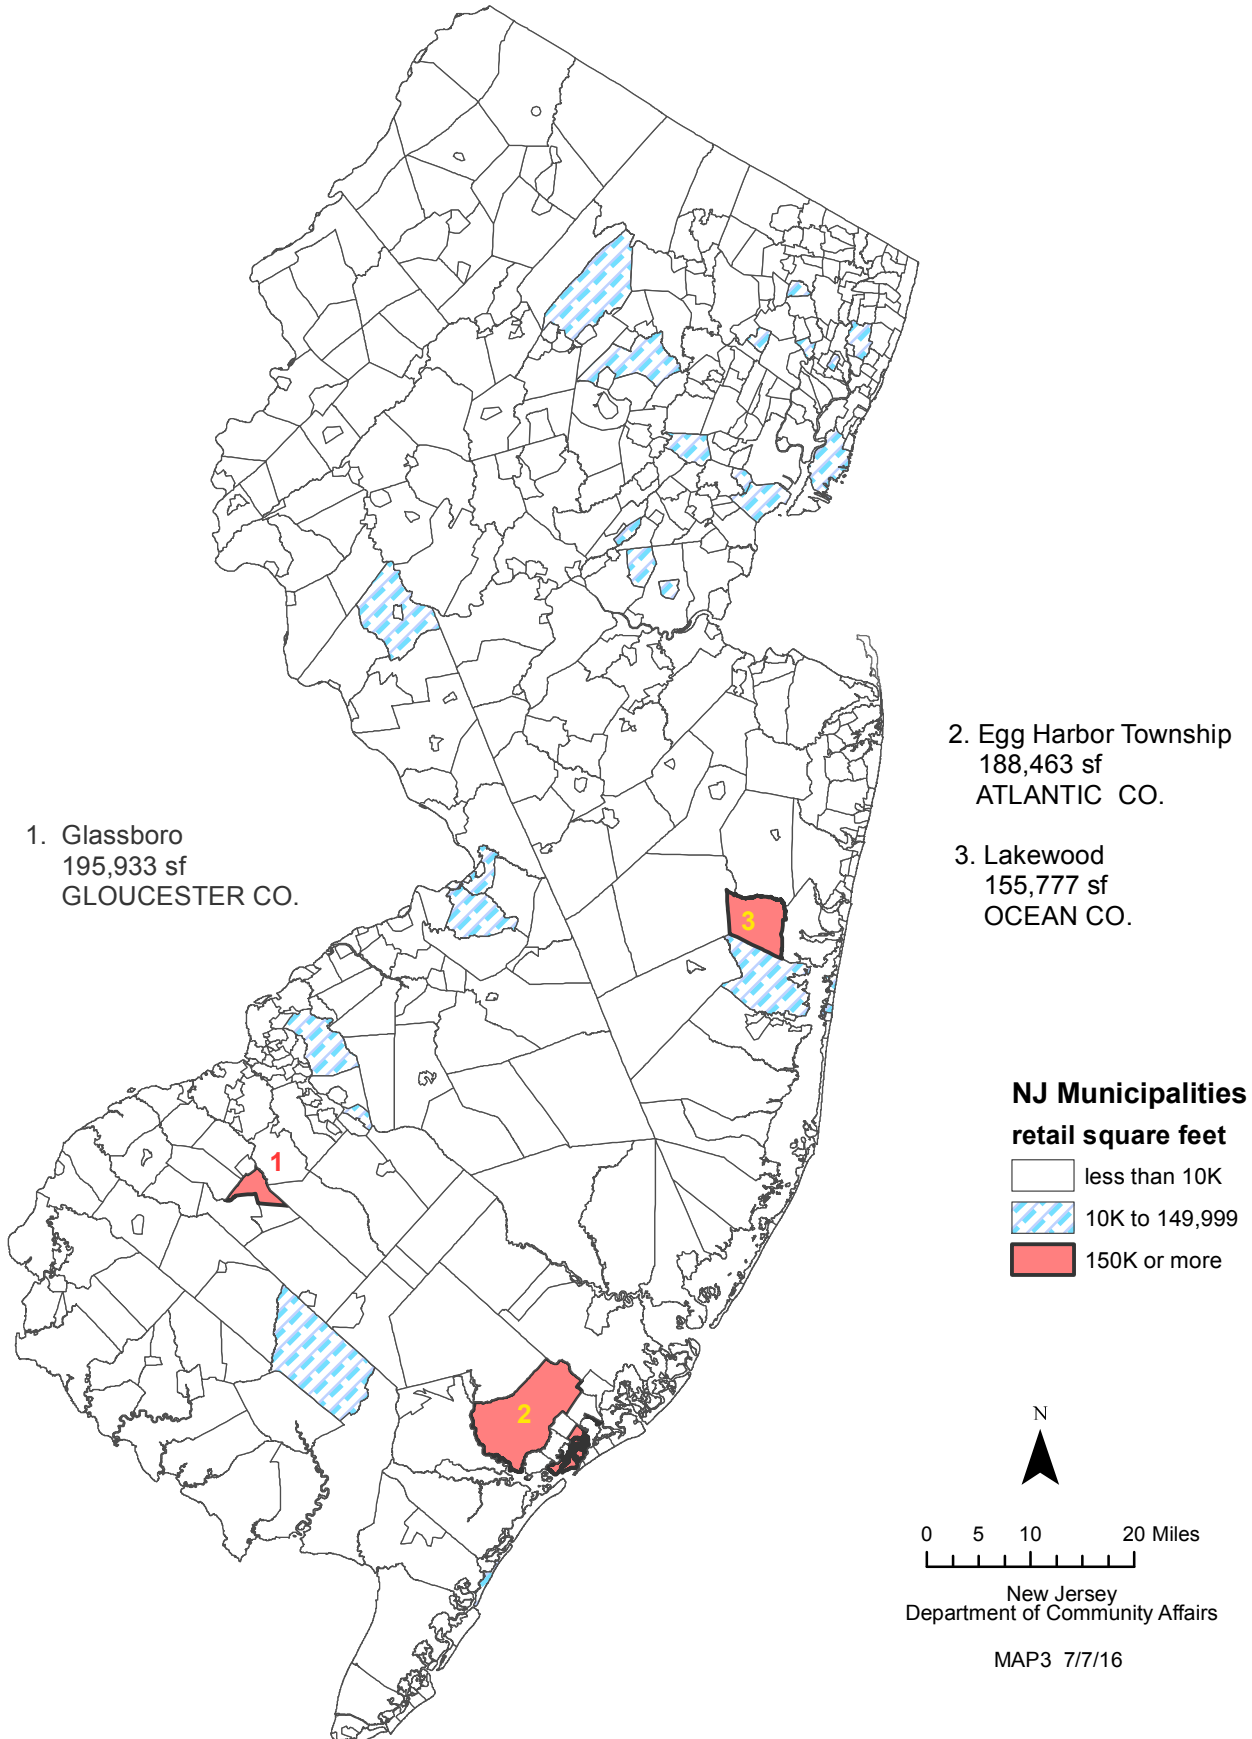 2. Egg Harbor Township
188,463 sf
ATLANTIC CO.
1. Glassboro
195,933 sf
GLOUCESTER CO.
3. Lakewood
155,777 sf
OCEAN CO.
3
1
2
NJ Municipalities
retail square feet
less than 10K
10K to 149,999
150K or more
N
0 5 10 20 Miles
New Jersey
Department of Community Affairs
MAP3 7/7/16